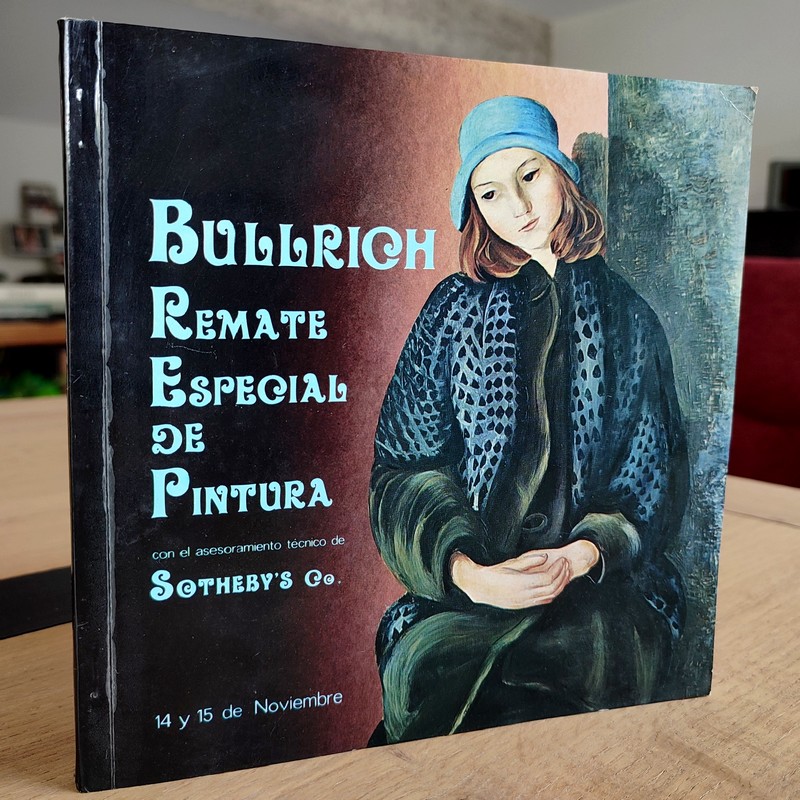 BULLRICH
REMATE
ESPECIAL
DE
PINTURA
con el asesoramiento técnico de
SOTHEBY'S Co.
14 y 15 de Noviembre